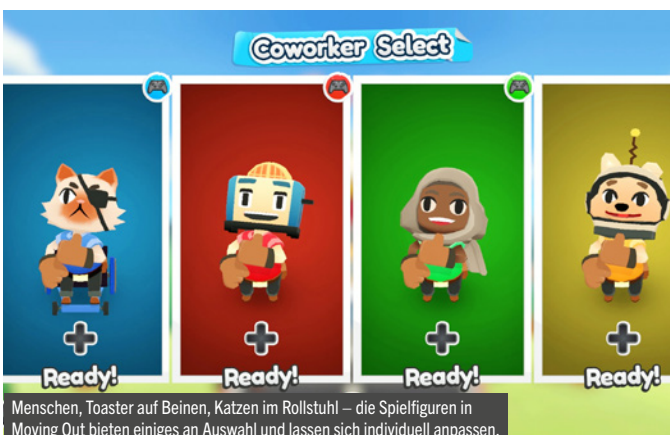 Coworker Select
Ready!
Ready!
Ready!
Ready!
Menschen, Toaster auf Beinen, Katzen im Rollstuhl – die Spielfiguren in
Moving Out bieten einiges an Auswahl und lassen sich individuell anpassen.